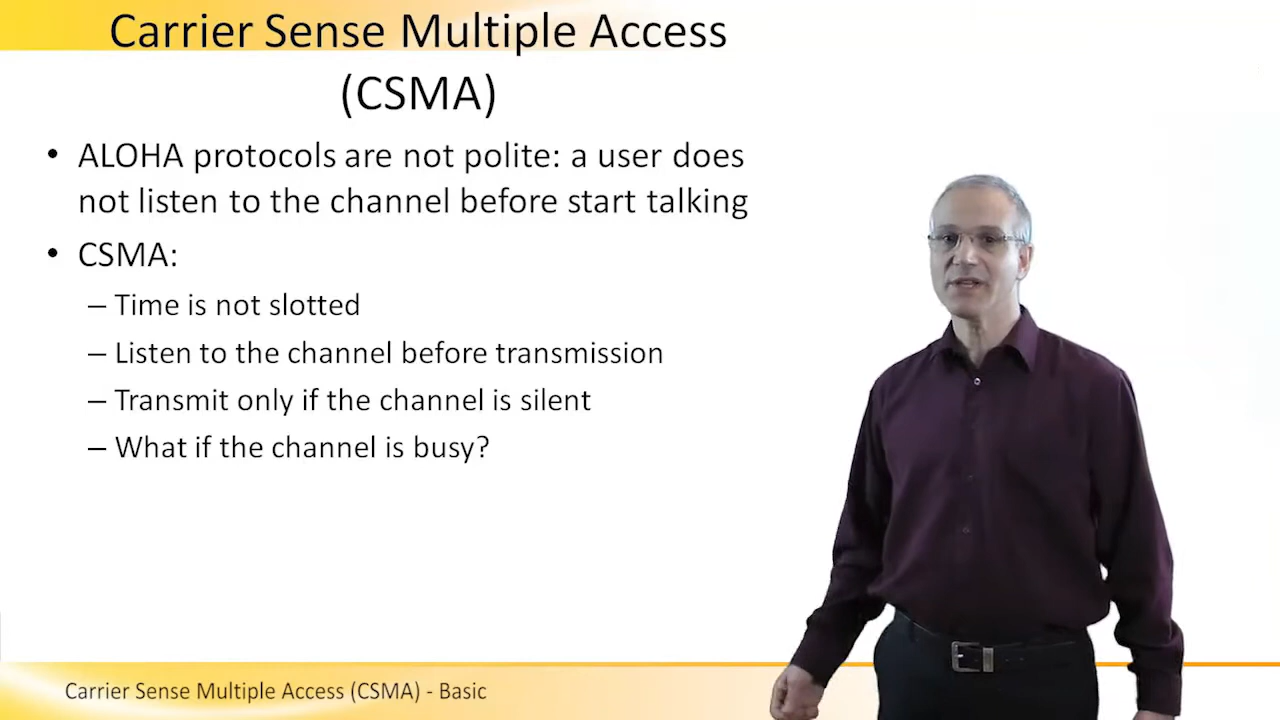 Carrier Sense Multiple Access
(CSMA)
• ALOHA protocols are not polite: a user does
not listen to the channel before start talking
• CSMA:
– Time is not slotted
– Listen to the channel before transmission
– Transmit only if the channel is silent
– What if the channel is busy?
Carrier Sense Multiple Access (CSMA) - Basic